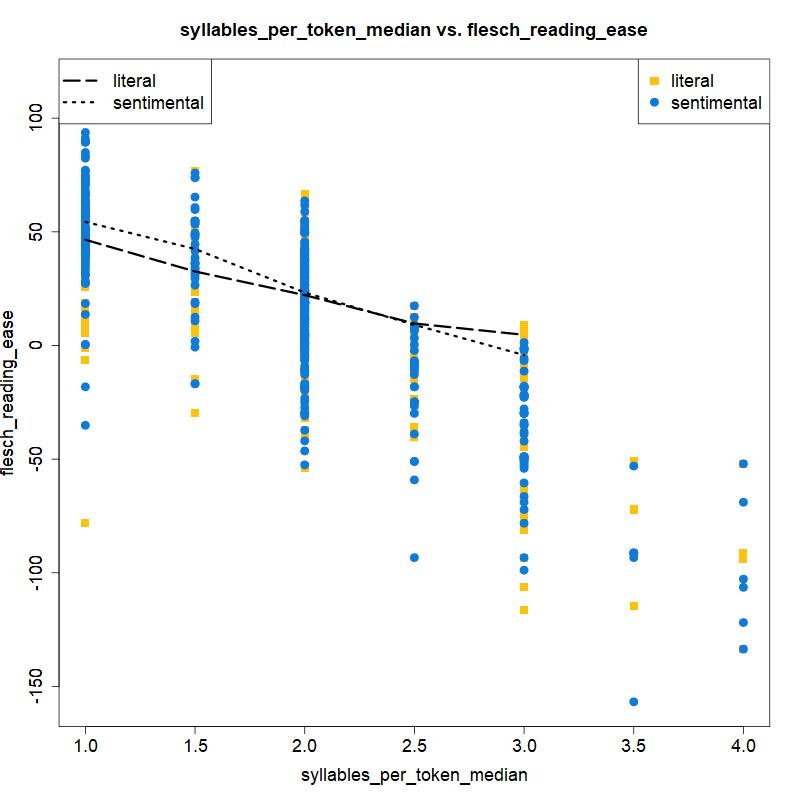 syllables_per_token_median vs. flesch_reading_ease
literal
sentimental
literal
sentimental
flesch_reading_ease
100
50
0
-50
-100
-150
1.0 1.5 2.0 2.5 3.0 3.5 4.0
syllables_per_token_median